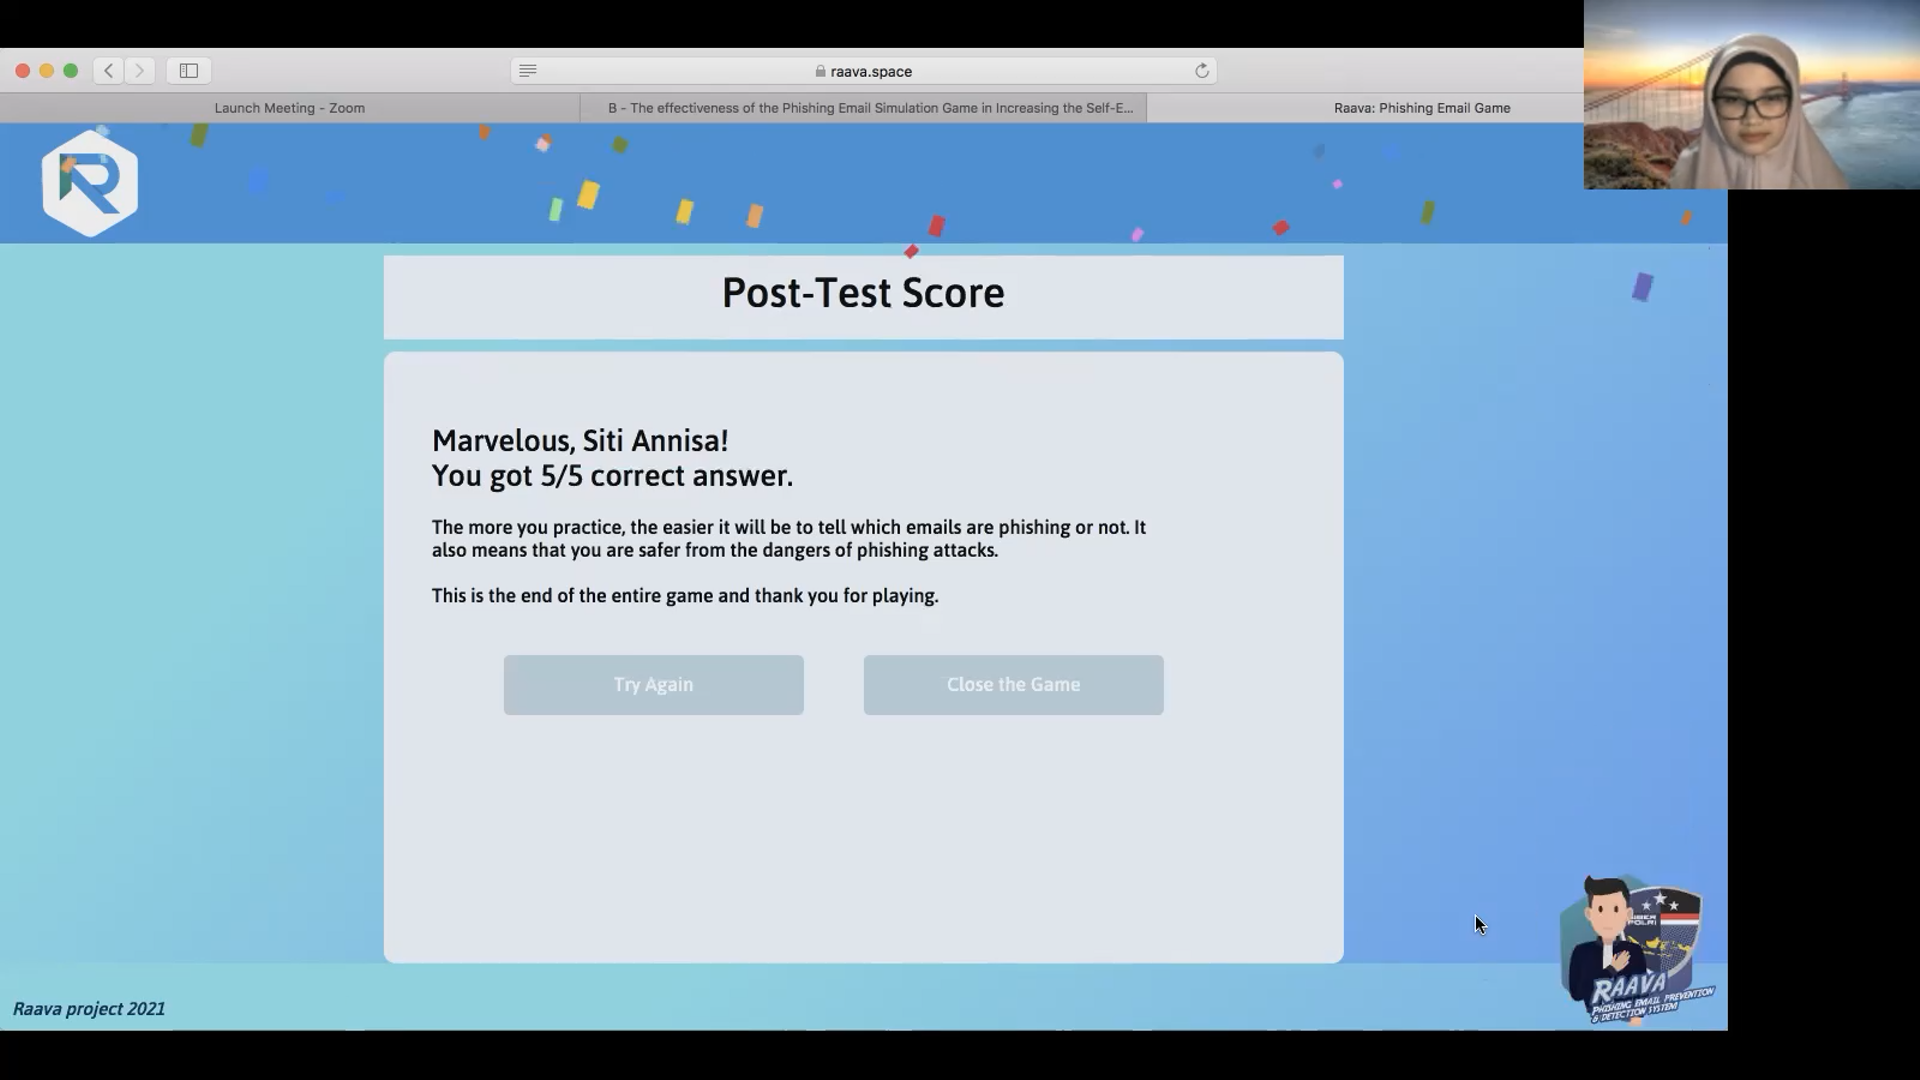 raava.space
Launch Meeting - Zoom
B - The effectiveness of the Phishing Email Simulation Game in Increasing the Self-E...
Raava: Phishing Email Game
R
Post-Test Score
Marvelous, Siti Annisa!
You got 5/5 correct answer.
The more you practice, the easier it will be to tell which emails are phishing or not. It
also means that you are safer from the dangers of phishing attacks.
This is the end of the entire game and thank you for playing.
Try Again
Close the Game
POLRI
RAAVA
PHISHING EMAIL PREVENTION
& DETECTION SYSTEM
Raava project 2021